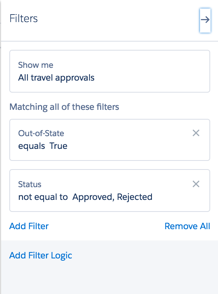 Filters
Show me
All travel approvals
Matching all of these filters
Out-of-State
equals True
Status
not equal to Approved, Rejected
Add Filter
Remove All
Add Filter Logic